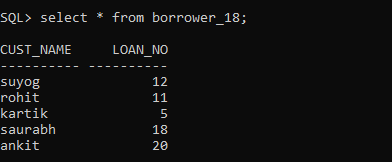 SQL> select * from borrower_18;
CUST_NAME     LOAN_NO
---------- ----------
suyog              12
rohit              11
kartik              5
saurabh            18
ankit              20